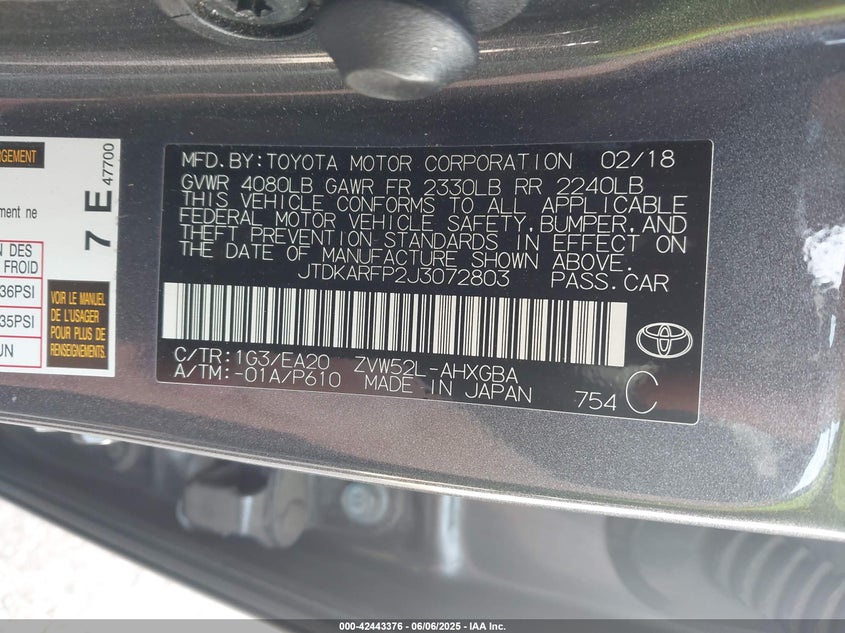 RGEMENT
ment ne
N DES
FROID
36PSI
35PSI
UN
7 E
47700
VOIR LE MANUEL
DE L'USAGER
POUR PLUS DE
RENSEIGNEMENTS.
MFD. BY: TOYOTA MOTOR CORPORATION 02/18
GVWR 4080LB GAWR FR 2330LB RR 2240LB
THIS VEHICLE CONFORMS TO ALL APPLICABLE
FEDERAL MOTOR VEHICLE SAFETY, BUMPER, AND
THEFT PREVENTION STANDARDS IN EFFECT ON
THE DATE OF MANUFACTURE SHOWN ABOVE.
JTDKARFP2J3072803 PASS. CAR
C/TR: 1G3/EA20 ZVW52L-AHXGBA
A/TM: -01A/P610 MADE IN JAPAN 754 C
000-42443376 | 06/06/2025 - IAA Inc.